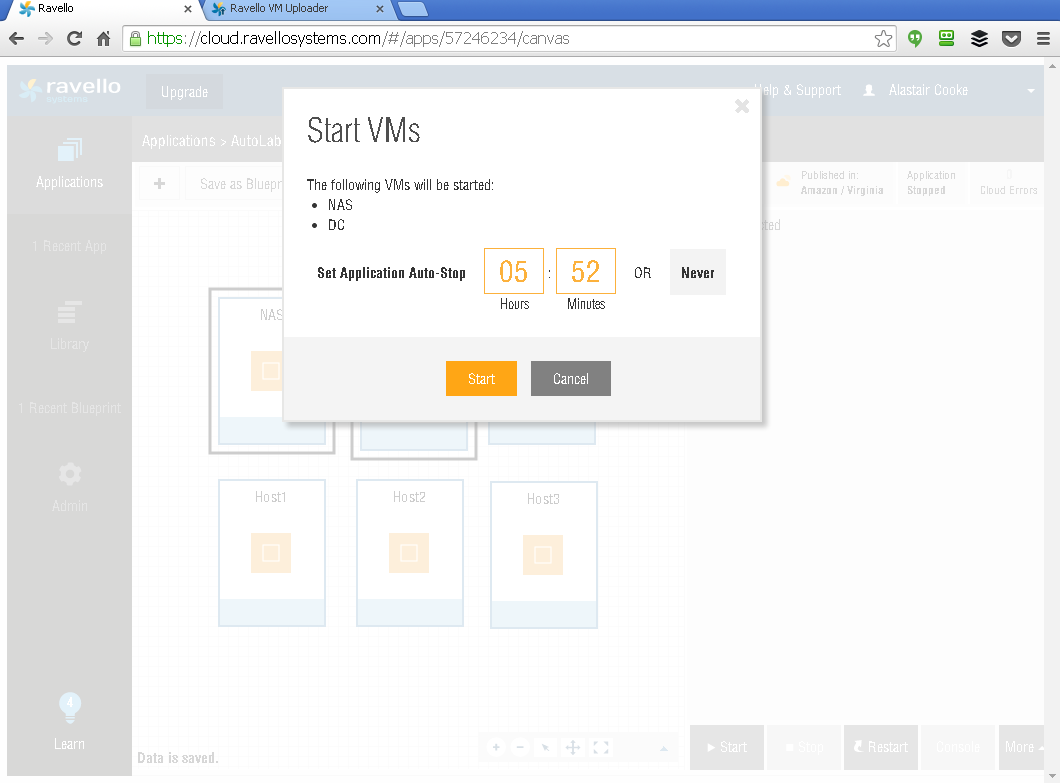 Ravello
Ravello VM Uploader
https://cloud.ravellosystems.com/#/apps/57246234/canvas
ravello
systems
Upgrade
Help & Support
Alastair Cooke
Applications
Applications > AutoLab
Save as Bluepr
Published in:
Amazon / Virginia
Application
Stopped
Cloud Errors
1 Recent App
Library
1 Recent Blueprint
Admin
4
Learn
Start VMs
The following VMs will be started:
• NAS
• DC
Set Application Auto-Stop 05 : 52 OR Never
Hours Minutes
Start Cancel
NAS
Host1 Host2 Host3
Data is saved.
Start Stop Restart Console More